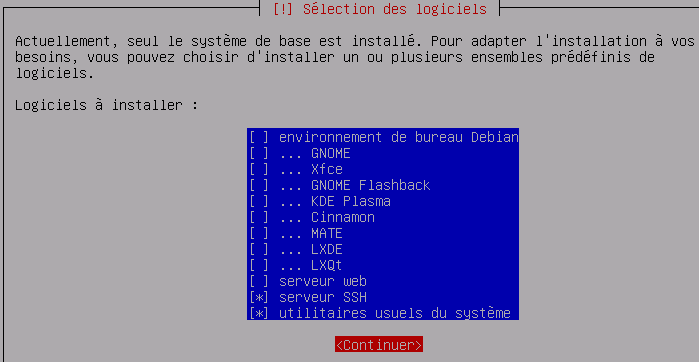 [!] Sélection des logiciels
Actuellement, seul le système de base est installé. Pour adapter l'installation à vos
besoins, vous pouvez choisir d'installer un ou plusieurs ensembles prédéfinis de
logiciels.
Logiciels à installer :
[ ] environnement de bureau Debian
[ ] ... GNOME
[ ] ... Xfce
[ ] ... GNOME Flashback
[ ] ... KDE Plasma
[ ] ... Cinnamon
[ ] ... MATE
[ ] ... LXDE
[ ] ... LXQt
[ ] serveur web
[*] serveur SSH
[*] utilitaires usuels du système
<Continuer>